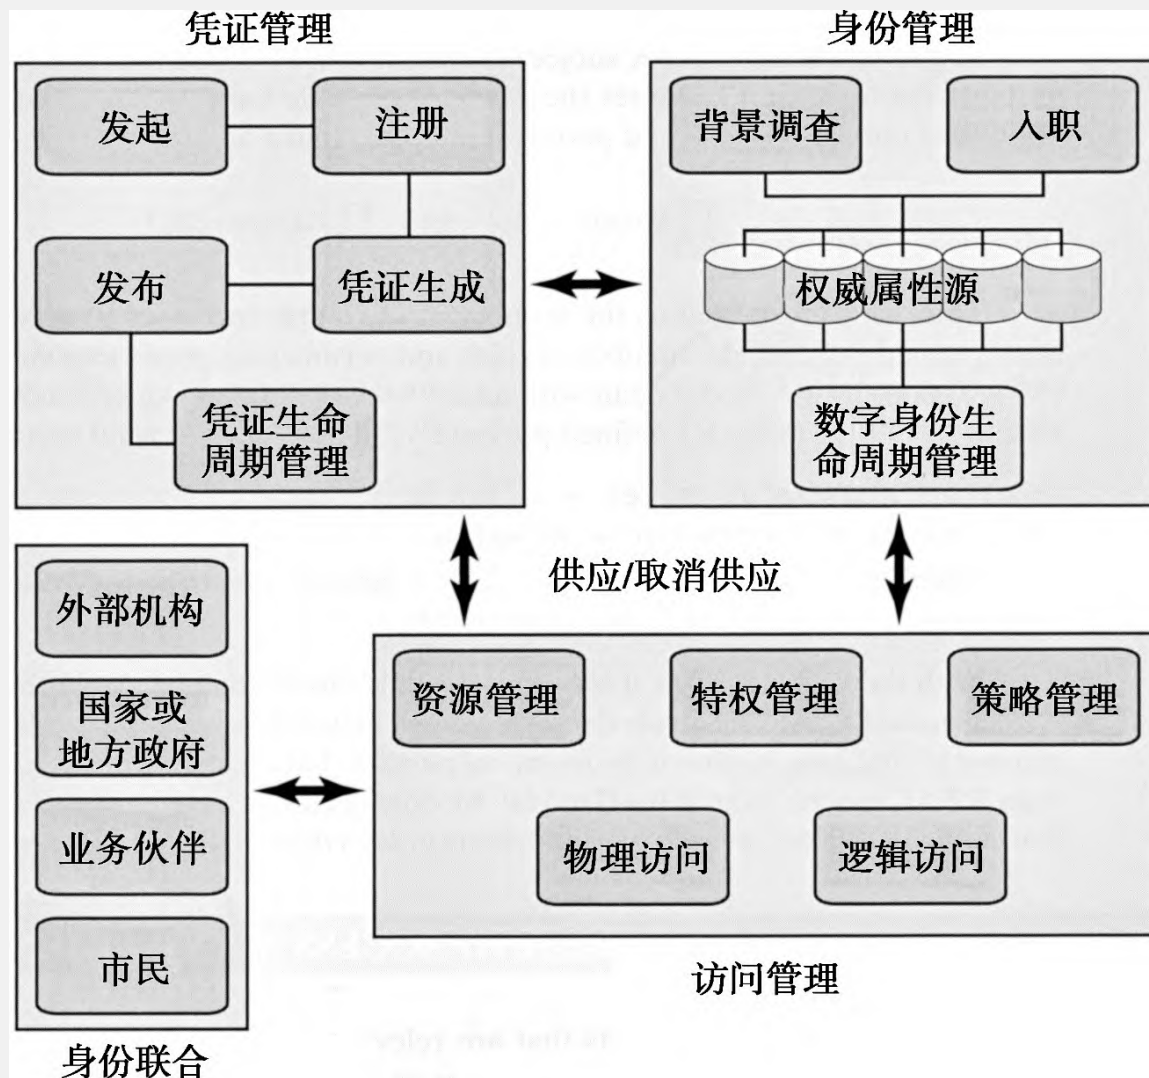 凭证管理
发起
注册
发布
凭证生成
凭证生命
周期管理
身份管理
背景调查
入职
权威属性源
数字身份生
命周期管理
供应/取消供应
外部机构
国家或
地方政府
业务伙伴
市民
身份联合
资源管理
特权管理
策略管理
物理访问
逻辑访问
访问管理